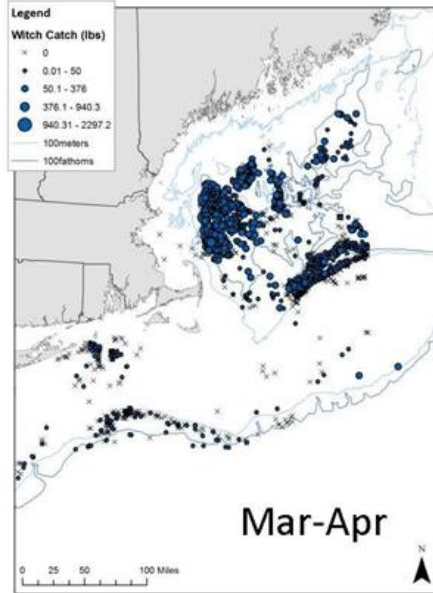 Legend
Witch Catch (lbs)
0
0.01 - 50
50.1 - 376
376.1 - 940.3
940.31 - 2297.2
100meters
100fathoms
Mar-Apr
N
0 25 50 100 Miles